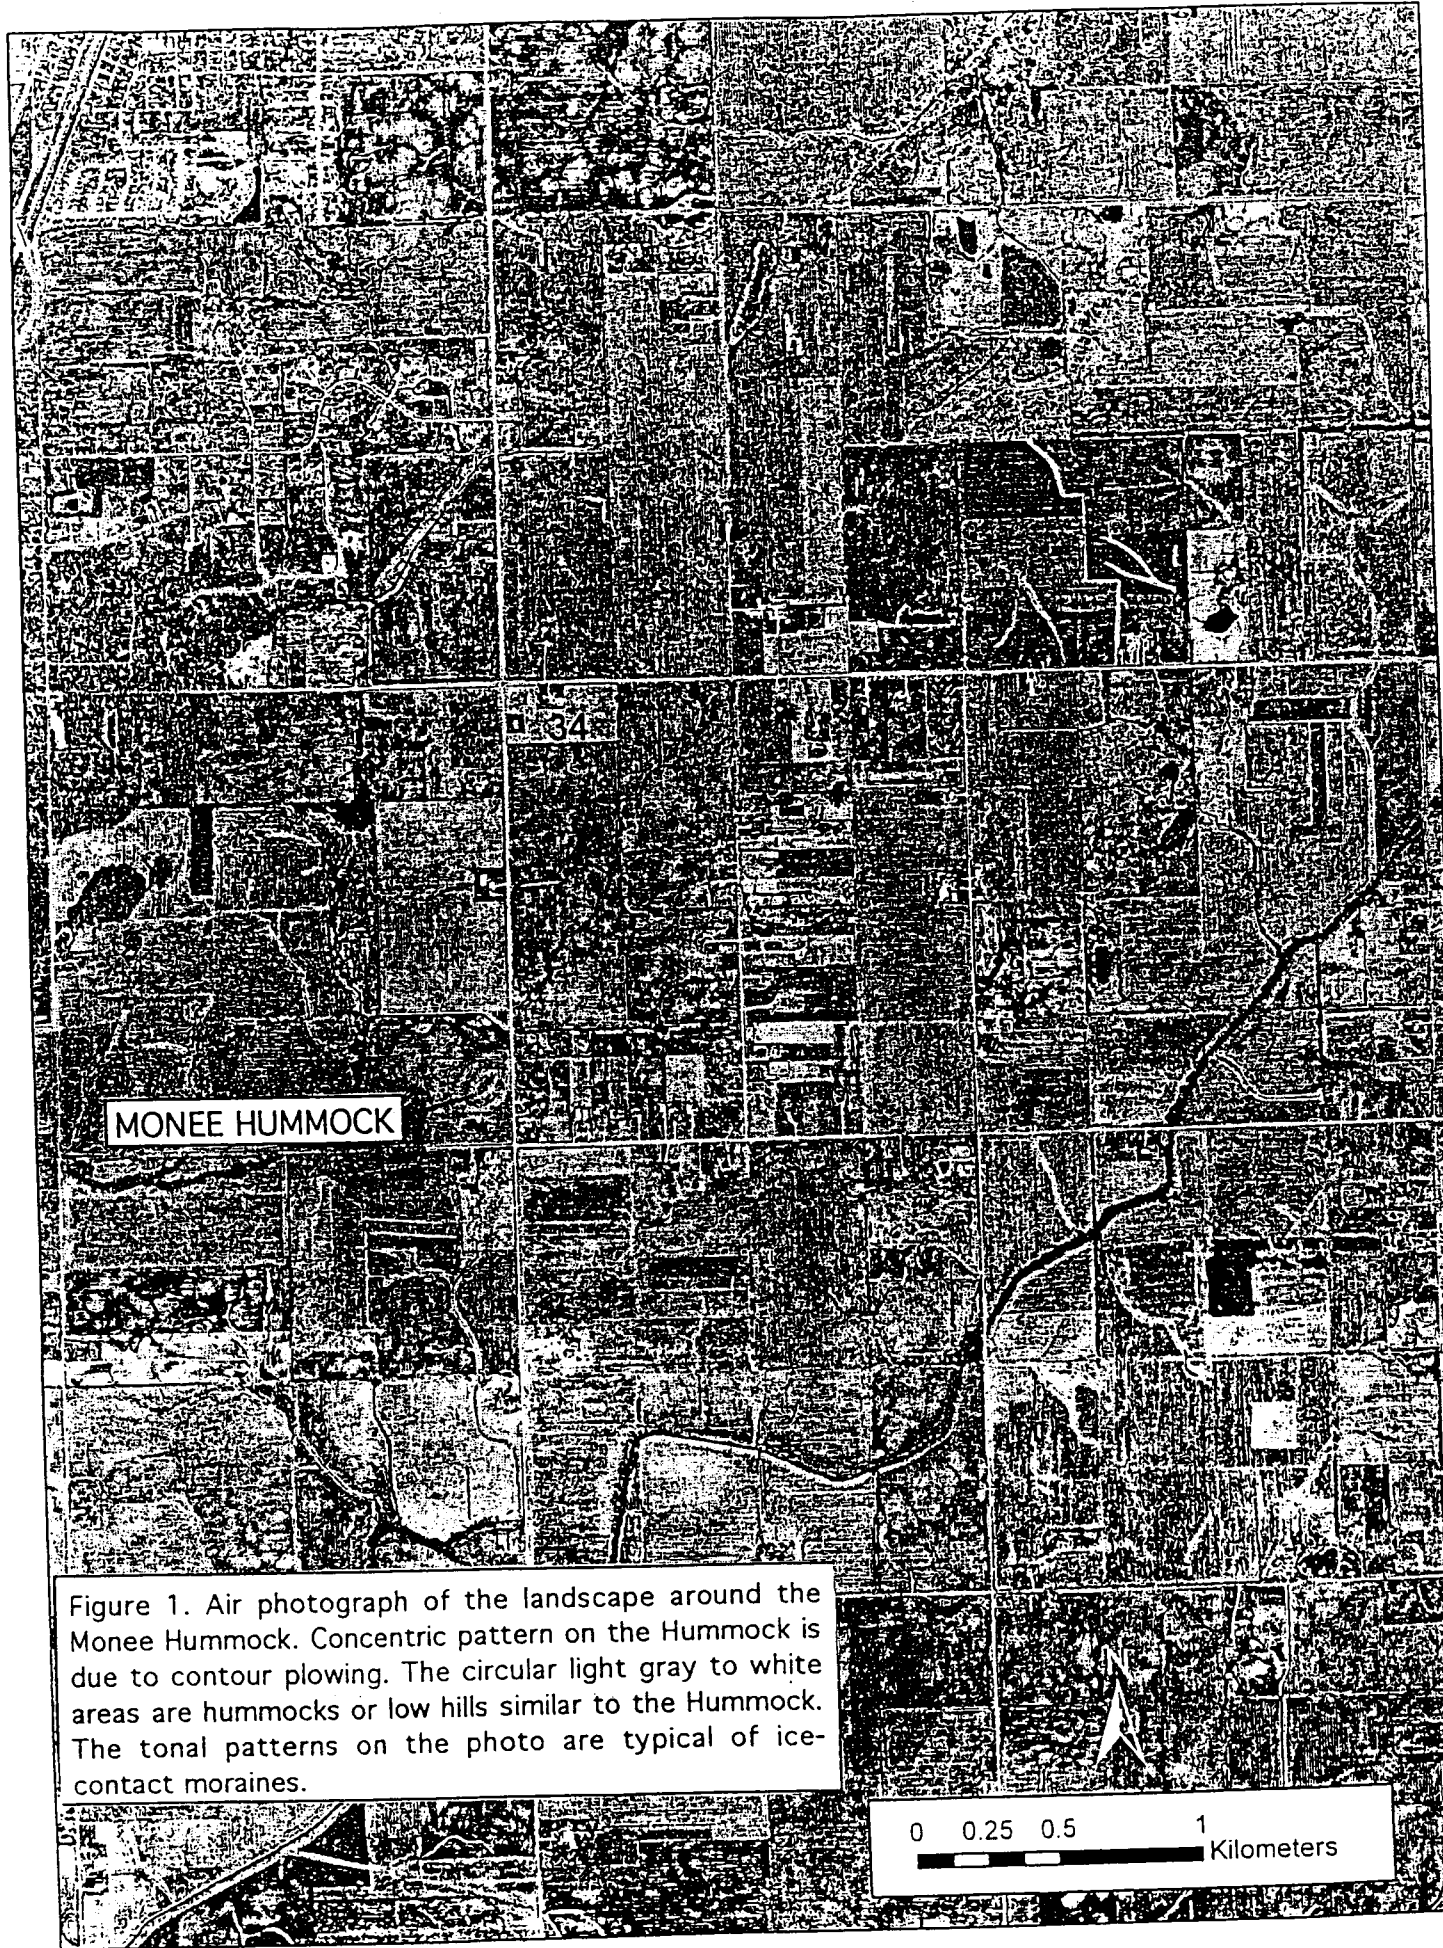 34
MONEE HUMMOCK
Figure 1. Air photograph of the landscape around the
Monee Hummock. Concentric pattern on the Hummock is
due to contour plowing. The circular light gray to white
areas are hummocks or low hills similar to the Hummock.
The tonal patterns on the photo are typical of ice-
contact moraines.
0 0.25 0.5 1
Kilometers